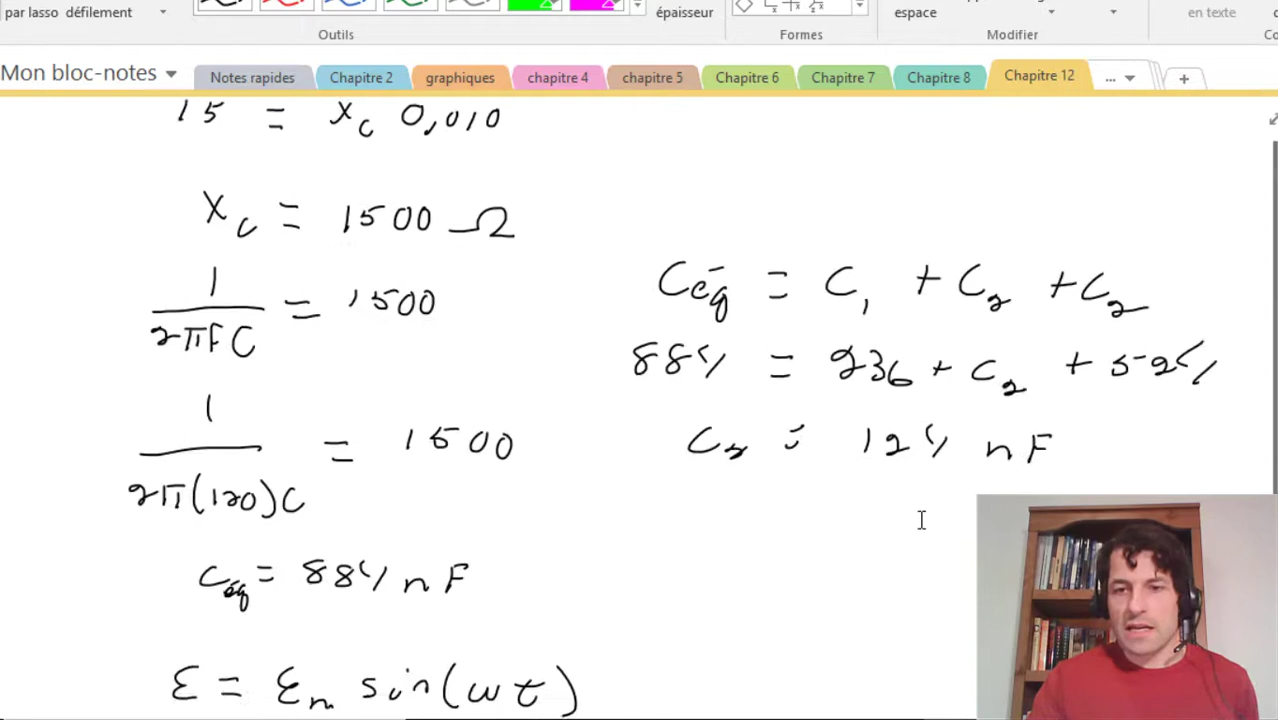 par lasso défilement épaisseur espace en texte
Outils Formes Modifier
Mon bloc-notes Notes rapides Chapitre 2 graphiques chapitre 4 chapitre 5 Chapitre 6 Chapitre 7 Chapitre 8 Chapitre 12 ...
15 = Xc 0,010
Xc = 1500 Ω
1
2πfC = 1500
1
2π(120)C = 1500
Céq = 884 nF
ε = εm sin(ωt)
Céq = C1 + C2 + C2
884 = 236 + C2 + 524
C2 = 124 nF